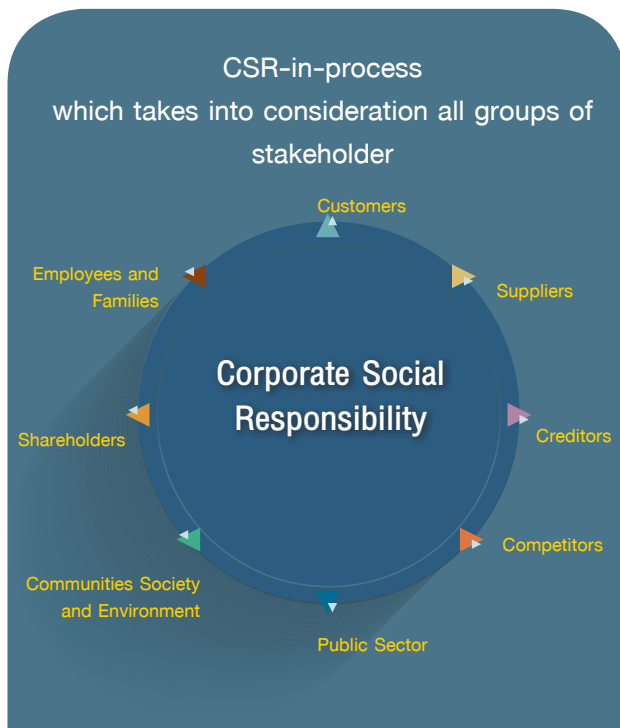 CSR-in-process
which takes into consideration all groups of
stakeholder
Customers
Employees and
Families
Suppliers
Corporate Social
Responsibility
Shareholders
Creditors
Competitors
Communities Society
and Environment
Public Sector